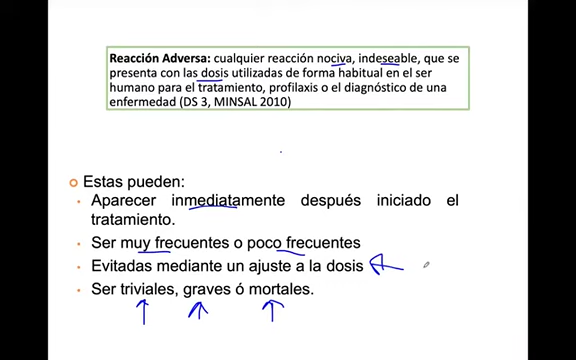 Reacción Adversa: cualquier reacción nociva, indeseable, que se
presenta con las dosis utilizadas de forma habitual en el ser
humano para el tratamiento, profilaxis o el diagnóstico de una
enfermedad (DS 3, MINSAL 2010)
Estas pueden:
Aparecer inmediatamente después iniciado el
tratamiento.
Ser muy frecuentes o poco frecuentes
Evitadas mediante un ajuste a la dosis
Ser triviales, graves ó mortales.